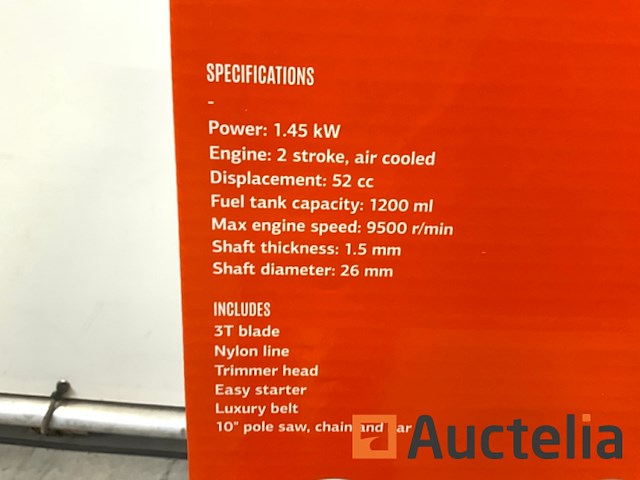 SPECIFICATIONS
-
Power: 1.45 kW
Engine: 2 stroke, air cooled
Displacement: 52 cc
Fuel tank capacity: 1200 ml
Max engine speed: 9500 r/min
Shaft thickness: 1.5 mm
Shaft diameter: 26 mm
INCLUDES
3T blade
Nylon line
Trimmer head
Easy starter
Luxury belt
10" pole saw, chain and
Auctelia